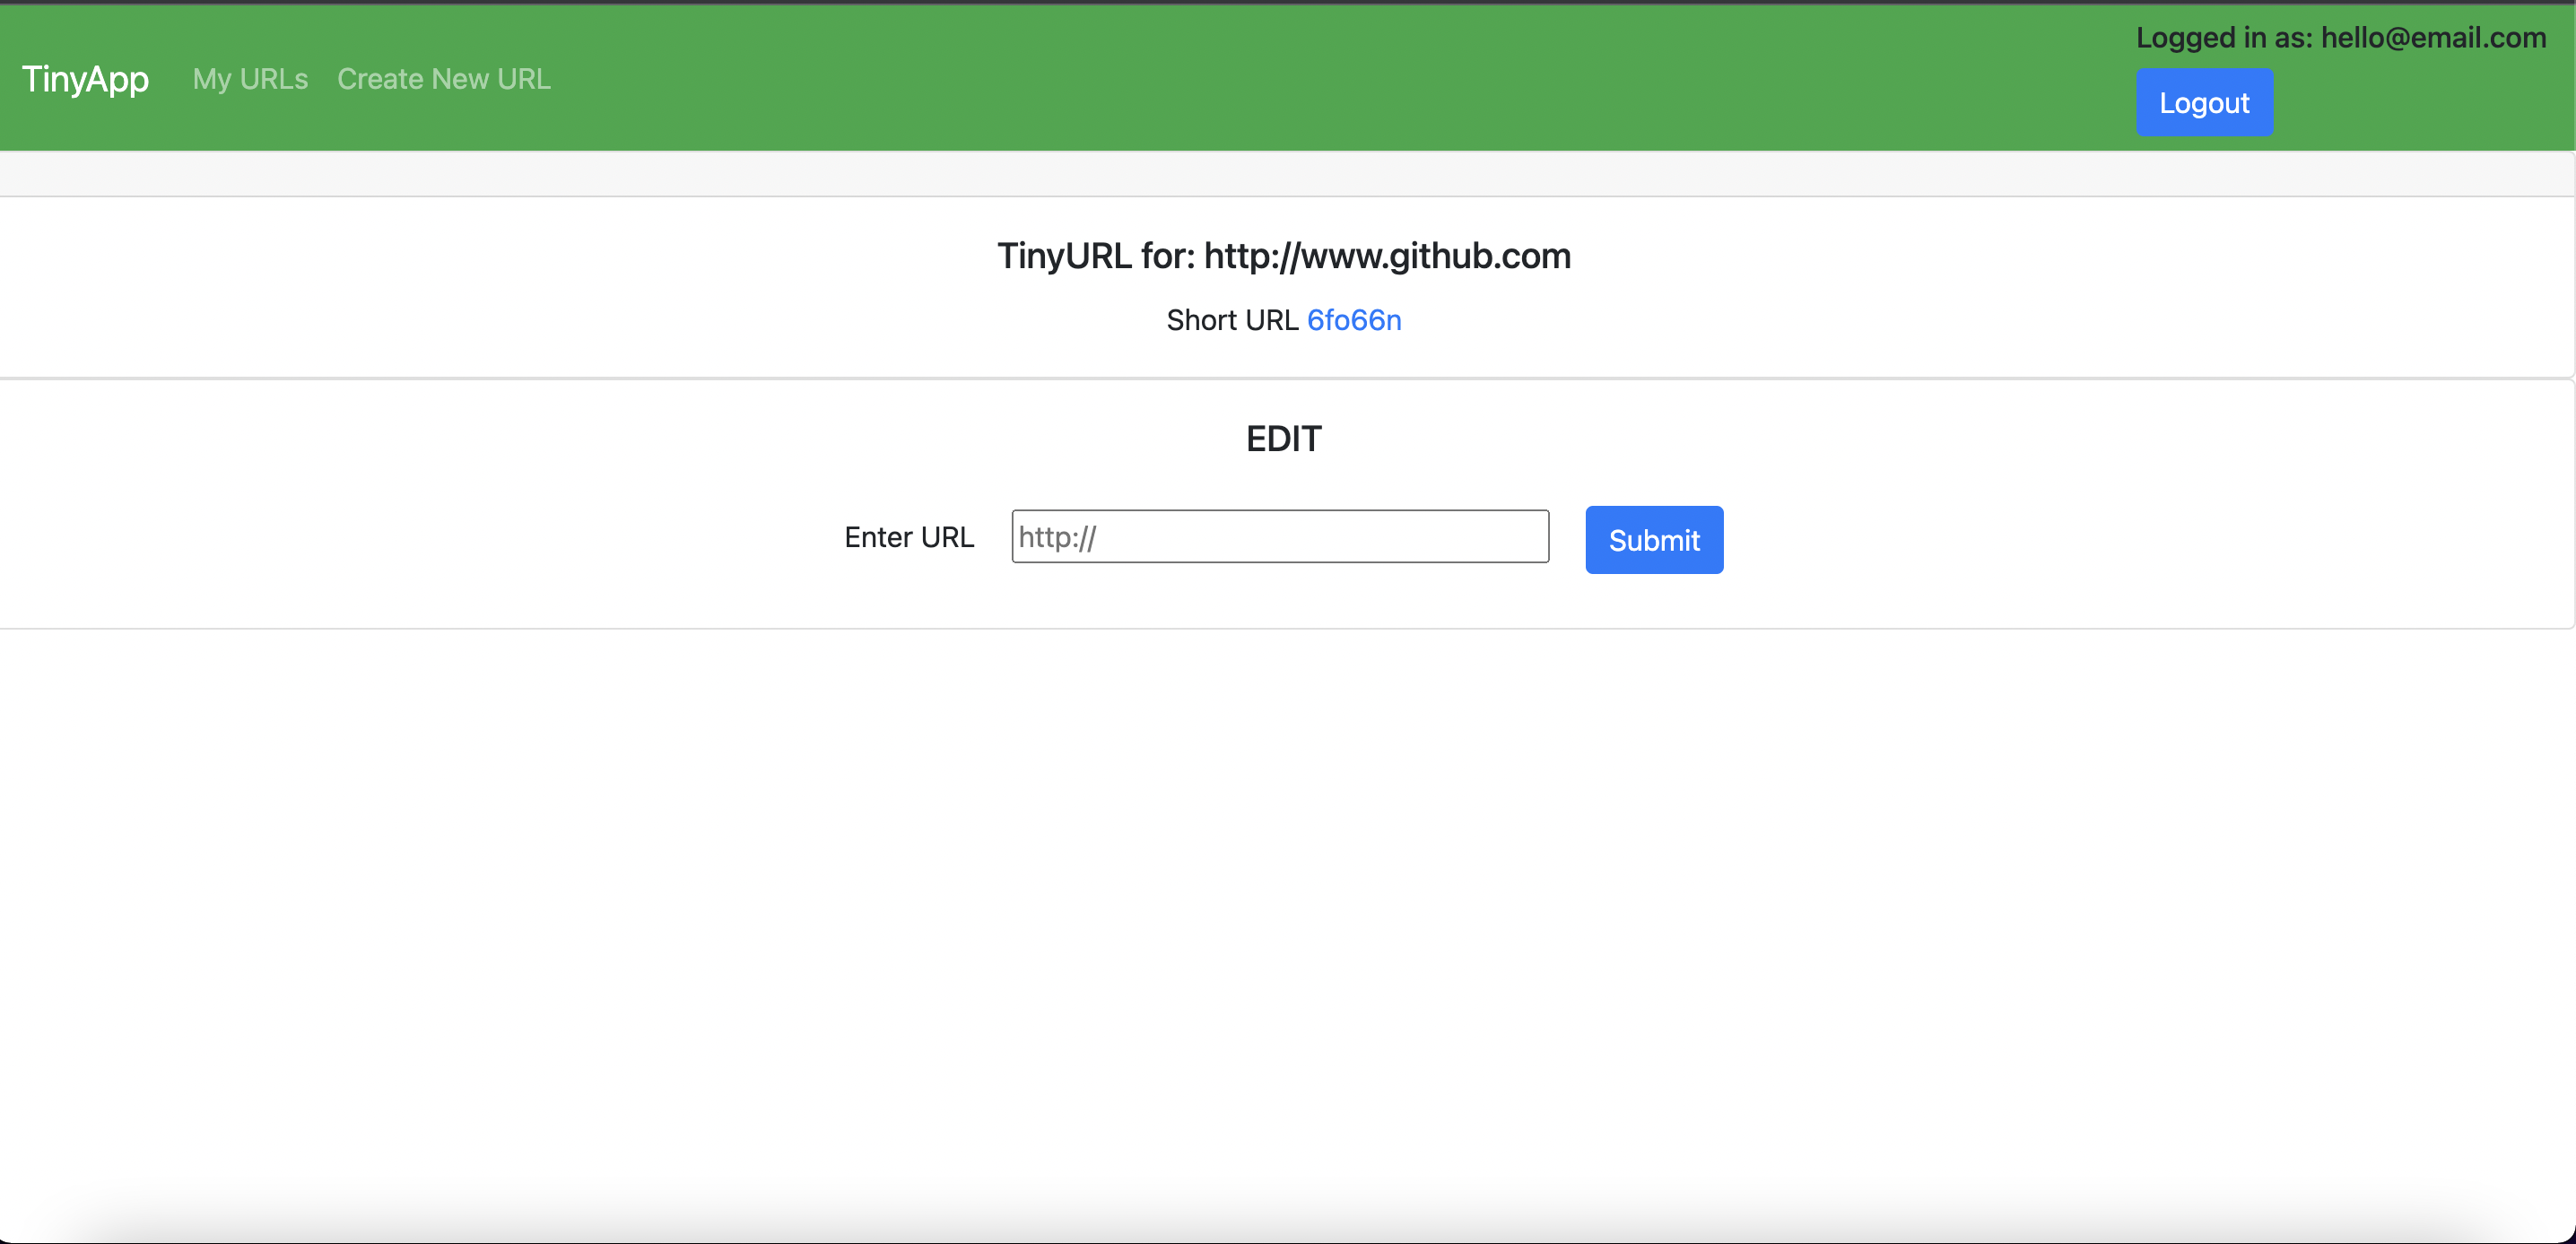 TinyApp My URLs Create New URL
Logged in as: hello@email.com
Logout
TinyURL for: http://www.github.com
Short URL 6fo66n
EDIT
Enter URL http:// Submit